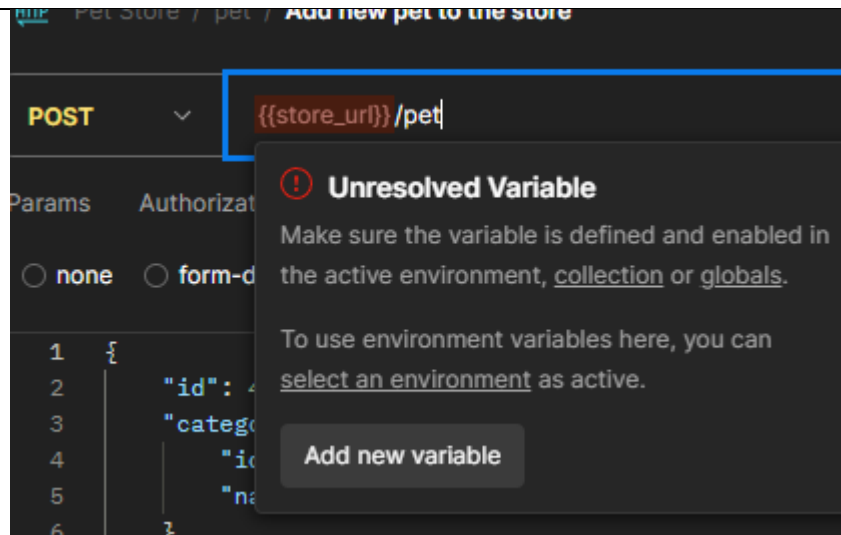 HTTP Pet Store / pet / Add new pet to the store
POST {{store_url}}/pet
Unresolved Variable
Params Authorizat
Make sure the variable is defined and enabled in
none form-d the active environment, collection or globals.
To use environment variables here, you can
select an environment as active.
Add new variable
1 {
2 "id": 4
3 "catego
4 "id
5 "na
6 }